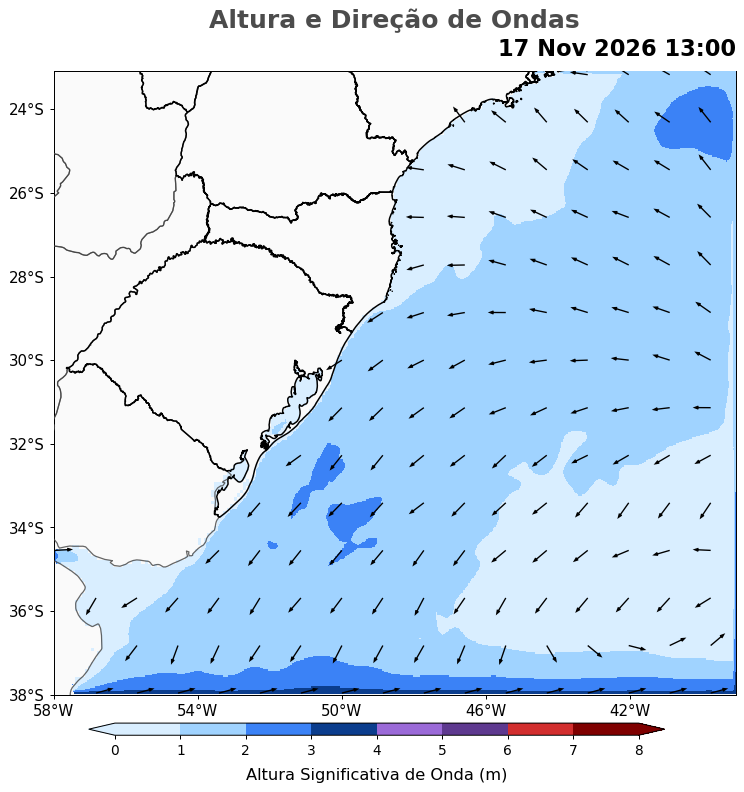 Altura e Direção de Ondas
17 Nov 2026 13:00
24°S
26°S
28°S
30°S
32°S
34°S
36°S
38°S
58°W 54°W 50°W 46°W 42°W
0 1 2 3 4 5 6 7 8
Altura Significativa de Onda (m)